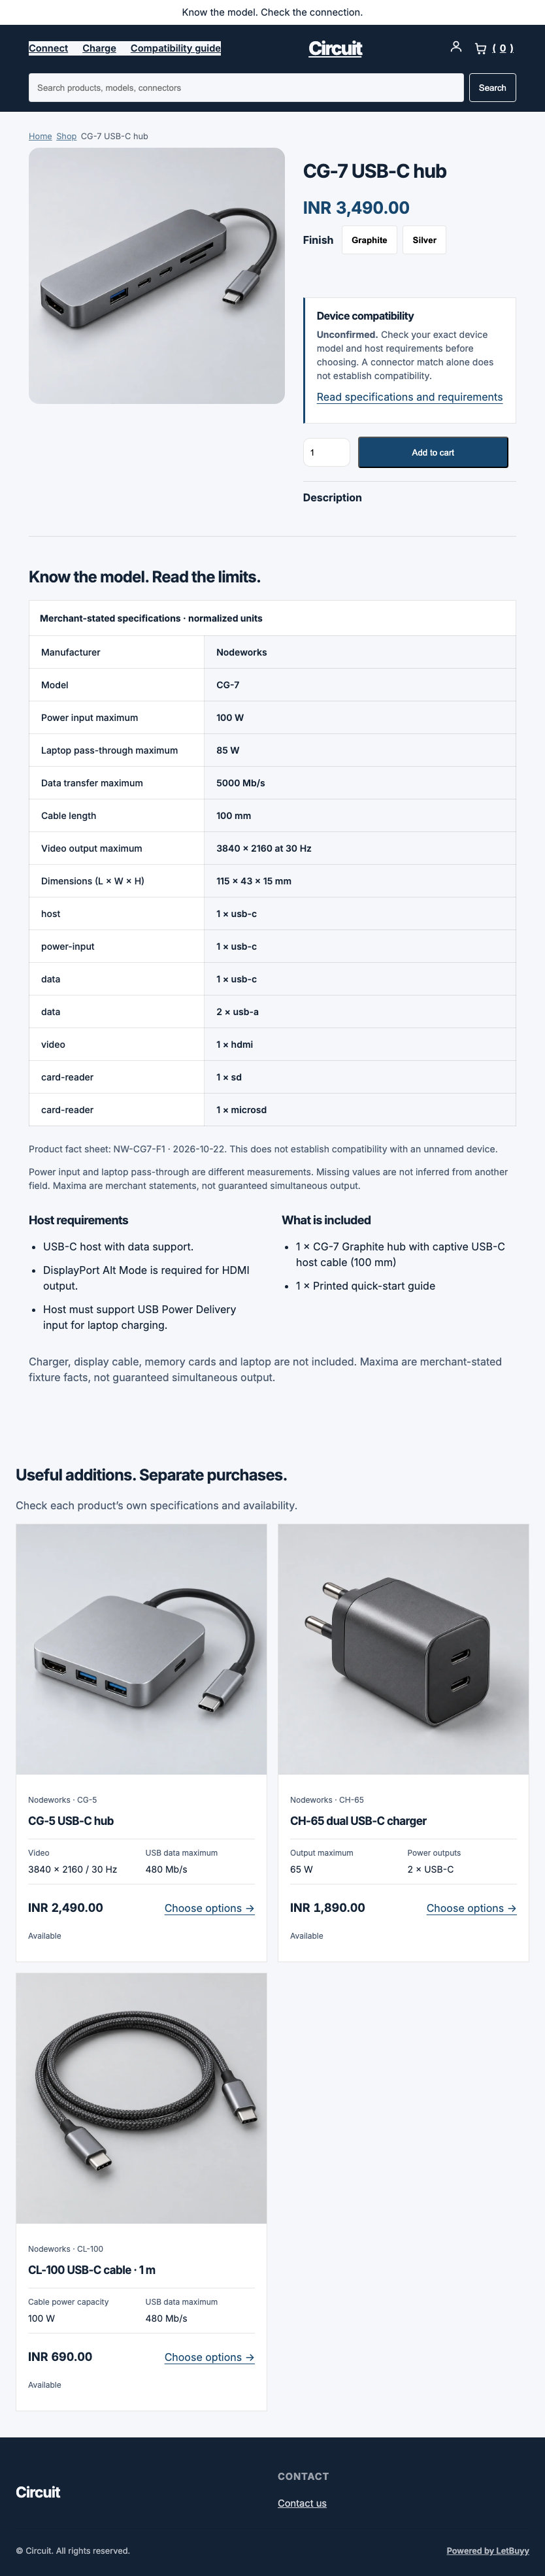 Know the model. Check the connection.
Connect Charge Compatibility guide
Circuit
( 0 )
Search products, models, connectors
Search
Home Shop CG-7 USB-C hub
CG-7 USB-C hub
INR 3,490.00
Finish Graphite Silver
Device compatibility
Unconfirmed. Check your exact device
model and host requirements before
choosing. A connector match alone does
not establish compatibility.
Read specifications and requirements
1
Add to cart
Description
Know the model. Read the limits.
Merchant-stated specifications · normalized units
Manufacturer Nodeworks
Model CG-7
Power input maximum 100 W
Laptop pass-through maximum 85 W
Data transfer maximum 5000 Mb/s
Cable length 100 mm
Video output maximum 3840 × 2160 at 30 Hz
Dimensions (L × W × H) 115 × 43 × 15 mm
host 1 × usb-c
power-input 1 × usb-c
data 1 × usb-c
data 2 × usb-a
video 1 × hdmi
card-reader 1 × sd
card-reader 1 × microsd
Product fact sheet: NW-CG7-F1 · 2026-10-22. This does not establish compatibility with an unnamed device.
Power input and laptop pass-through are different measurements. Missing values are not inferred from another
field. Maxima are merchant statements, not guaranteed simultaneous output.
Host requirements
• USB-C host with data support.
• DisplayPort Alt Mode is required for HDMI
output.
• Host must support USB Power Delivery
input for laptop charging.
What is included
• 1 × CG-7 Graphite hub with captive USB-C
host cable (100 mm)
• 1 × Printed quick-start guide
Charger, display cable, memory cards and laptop are not included. Maxima are merchant-stated
fixture facts, not guaranteed simultaneous output.
Useful additions. Separate purchases.
Check each product’s own specifications and availability.
Nodeworks · CG-5
CG-5 USB-C hub
Video USB data maximum
3840 × 2160 / 30 Hz 480 Mb/s
INR 2,490.00 Choose options →
Available
Nodeworks · CH-65
CH-65 dual USB-C charger
Output maximum Power outputs
65 W 2 × USB-C
INR 1,890.00 Choose options →
Available
Nodeworks · CL-100
CL-100 USB-C cable · 1 m
Cable power capacity USB data maximum
100 W 480 Mb/s
INR 690.00 Choose options →
Available
Circuit
CONTACT
Contact us
© Circuit. All rights reserved.
Powered by LetBuyy